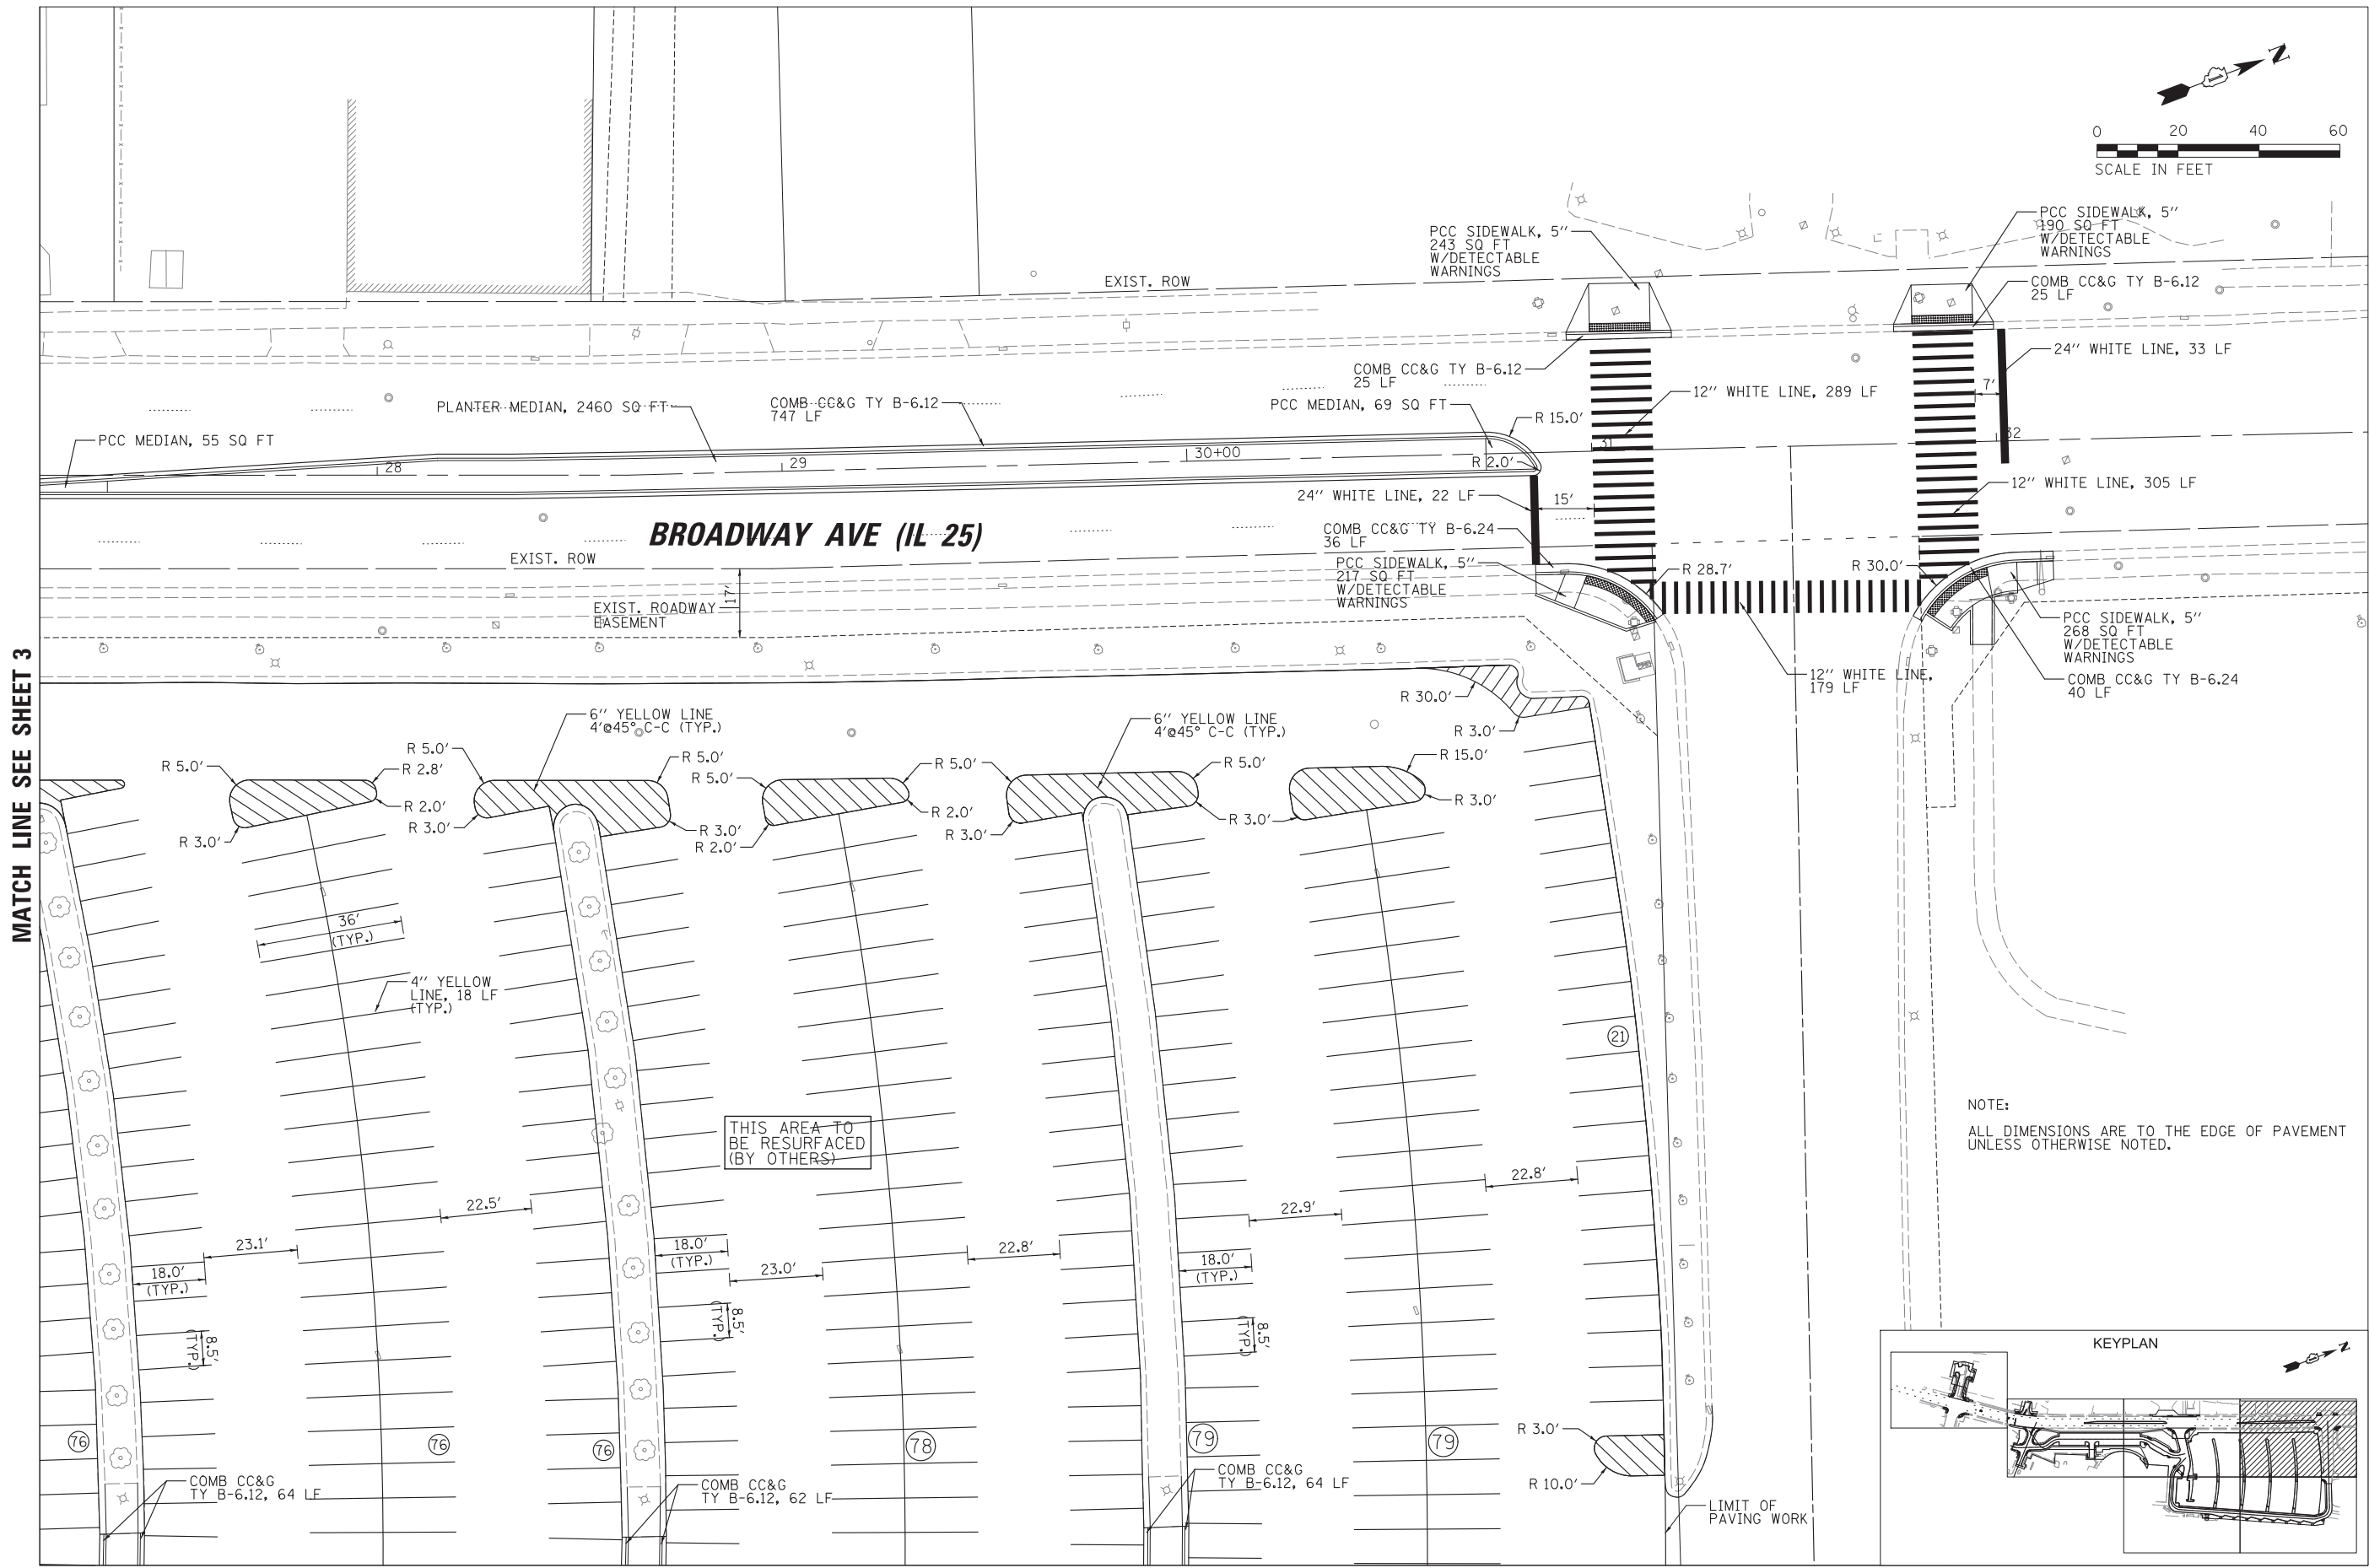 N
0 20 40 60
SCALE IN FEET
PCC SIDEWALK, 5''
190 SQ FT
W/DETECTABLE
WARNINGS
PCC SIDEWALK, 5''
243 SQ FT
W/DETECTABLE
WARNINGS
EXIST. ROW
COMB CC&G TY B-6.12
25 LF
24'' WHITE LINE, 33 LF
7'
COMB CC&G TY B-6.12
25 LF
12'' WHITE LINE, 289 LF
PLANTER MEDIAN, 2460 SQ FT
COMB CC&G TY B-6.12
747 LF
PCC MEDIAN, 69 SQ FT
R 15.0'
PCC MEDIAN, 55 SQ FT
28
29
30+00
31
32
R 2.0'
12'' WHITE LINE, 305 LF
24'' WHITE LINE, 22 LF
15'
BROADWAY AVE (IL 25)
COMB CC&G TY B-6.24
36 LF
EXIST. ROW
PCC SIDEWALK, 5''
217 SQ FT
W/DETECTABLE
WARNINGS
R 28.7'
R 30.0'
17'
EXIST. ROADWAY
EASEMENT
PCC SIDEWALK, 5''
268 SQ FT
W/DETECTABLE
WARNINGS
COMB CC&G TY B-6.24
40 LF
12'' WHITE LINE,
179 LF
MATCH LINE SEE SHEET 3
R 30.0'
R 3.0'
6'' YELLOW LINE
4'@45° C-C (TYP.)
6'' YELLOW LINE
4'@45° C-C (TYP.)
R 5.0'
R 2.8'
R 5.0'
R 5.0'
R 5.0'
R 5.0'
R 5.0'
R 15.0'
R 2.0'
R 3.0'
R 3.0'
R 3.0'
R 2.0'
R 2.0'
R 3.0'
R 3.0'
R 3.0'
36'
(TYP.)
4'' YELLOW
LINE, 18 LF
(TYP.)
21
THIS AREA TO
BE RESURFACED
(BY OTHERS)
NOTE:
ALL DIMENSIONS ARE TO THE EDGE OF PAVEMENT
UNLESS OTHERWISE NOTED.
22.8'
22.5'
22.9'
23.1'
18.0'
(TYP.)
18.0'
(TYP.)
23.0'
22.8'
18.0'
(TYP.)
8.5'
(TYP.)
8.5'
(TYP.)
8.5'
(TYP.)
KEYPLAN
N
76
76
76
78
79
79
R 3.0'
R 10.0'
COMB CC&G
TY B-6.12, 64 LF
COMB CC&G
TY B-6.12, 62 LF
COMB CC&G
TY B-6.12, 64 LF
LIMIT OF
PAVING WORK